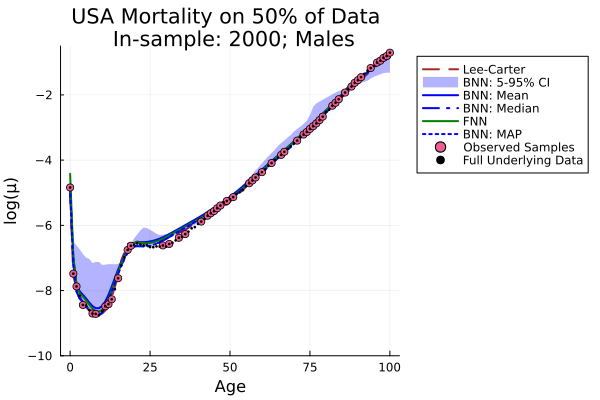 USA Mortality on 50% of Data
In-sample: 2000; Males
log(μ)
−2
−4
−6
−8
−10
0
25
50
75
100
Age
Lee-Carter
BNN: 5-95% CI
BNN: Mean
BNN: Median
FNN
BNN: MAP
Observed Samples
Full Underlying Data